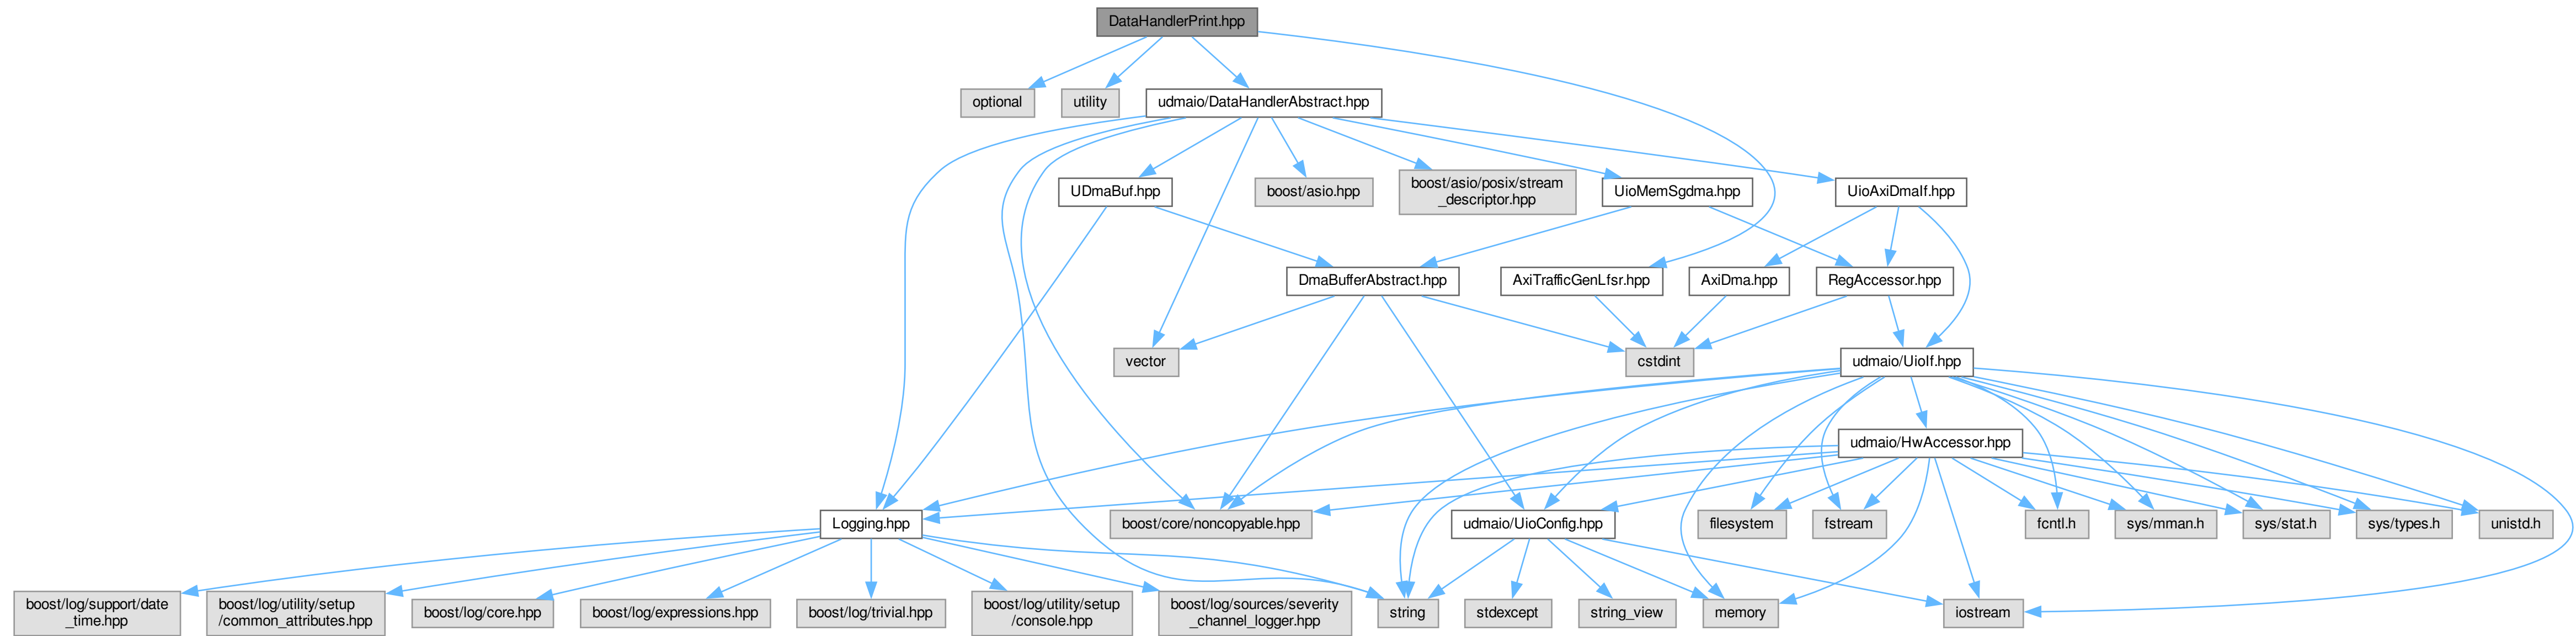 DataHandlerPrint.hpp
optional
utility
udmaio/DataHandlerAbstract.hpp
UDmaBuf.hpp
boost/asio.hpp
boost/asio/posix/stream
_descriptor.hpp
UioMemSgdma.hpp
UioAxiDmaIf.hpp
DmaBufferAbstract.hpp
AxiTrafficGenLfsr.hpp
AxiDma.hpp
RegAccessor.hpp
vector
cstdint
udmaio/UioIf.hpp
udmaio/HwAccessor.hpp
Logging.hpp
boost/core/noncopyable.hpp
udmaio/UioConfig.hpp
filesystem
fstream
fcntl.h
sys/mman.h
sys/stat.h
sys/types.h
unistd.h
boost/log/support/date
_time.hpp
boost/log/utility/setup
/common_attributes.hpp
boost/log/core.hpp
boost/log/expressions.hpp
boost/log/trivial.hpp
boost/log/utility/setup
/console.hpp
boost/log/sources/severity
_channel_logger.hpp
string
stdexcept
string_view
memory
iostream